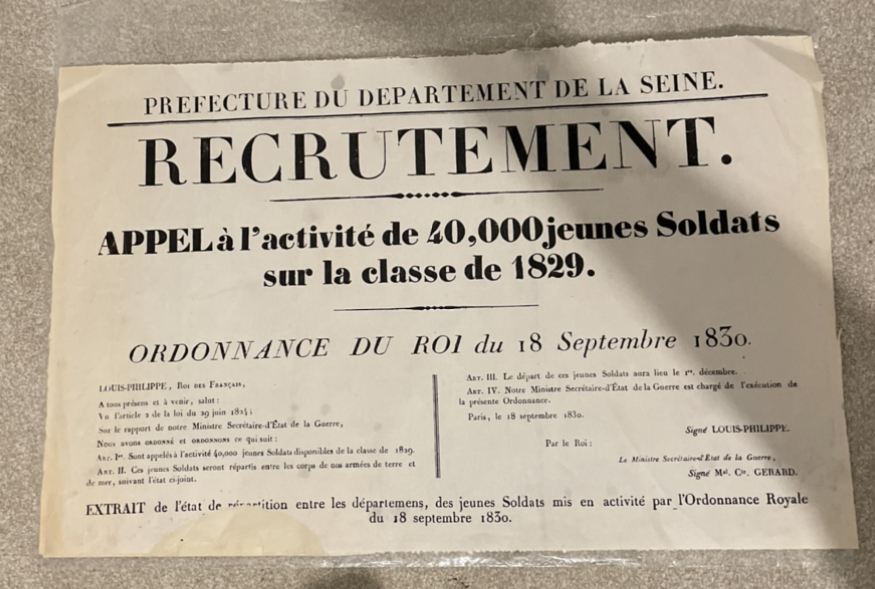 PREFECTURE DU DEPARTEMENT DE LA SEINE.
RECRUTEMENT.
APPEL à l'activité de 40,000 jeunes Soldats
sur la classe de 1829.
ORDONNANCE DU ROI du 18 Septembre 1830.
LOUIS-PHILIPPE, Roi des Français,
A tous présens et à venir, salut:
Vu l'article 2 de la loi du 29 juin 1824;
Sur le rapport de notre Ministre Secrétaire-d'État de la Guerre,
Nous avons ordonné et ordonnons ce qui suit:
Art. Ier. Sont appelés à l'activité 40,000 jeunes Soldats disponibles de la classe de 1829.
Art. II. Ces jeunes Soldats seront répartis entre les corps de nos armées de terre et
de mer, suivant l'état ci-joint.
Art. III. Le départ de ces jeunes Soldats aura lieu le 1er. décembre.
Art. IV. Notre Ministre Secrétaire-d'État de la Guerre est chargé de l'exécution de
la présente Ordonnance.
Paris, le 18 septembre 1830.
Signé LOUIS-PHILIPPE.
Par le Roi:
Le Ministre Secrétaire-d'État de la Guerre,
Signé Mal. Cte. GERARD.
EXTRAIT de l'état de répartition entre les départemens, des jeunes Soldats mis en activité par l'Ordonnance Royale
du 18 septembre 1830.